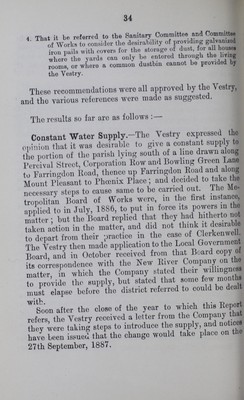 34
4. That it be referred to the Sanitary Committee and Committee
of Works to consider the desirability of providing galvanized
iron pails with covers for the storage of dust, for all houses
where the yards can only be entered through the living
rooms, or where a common dustbin cannot be provided by
the Vestry.
These recommendations were all approved by the Vestry,
and the various references were made as suggested.
The results so far are as follows :—
Constant Water Supply.—The Vestry expressed the
opinion that it was desirable to give a constant supply to
the portion of the parish lying south of a line drawn along
Percival Street, Corporation Row and Bowling Green Lane
to Farringdon Road, thence up Farringdon Road and along
Mount Pleasant to Phœnix Place; and decided to take the
necessary steps to cause same to be carried out. The Me-
tropolitan Board of Works were, in the first instance,
applied to in July, 1886, to put in force its powers in the
matter; but the Board replied that they had hitherto not
taken action in the matter, and did not think it desirable
to depart from their practice in the case of Clerkenwell.
The Vestry then made application to the Local Government
Board, and in October received from that Board copy of
its correspondence with the New River Company on the
matter, in which the Company stated their willingness
to provide the supply, but stated that some few months
must elapse before the district referred to could be dealt
with.
Soon after the close of the year to which this Report
refers, the Vestry received a letter from the Company that
they were taking steps to introduce the supply, and notices
have been issued that the change would take place on the
27th September, 1887.